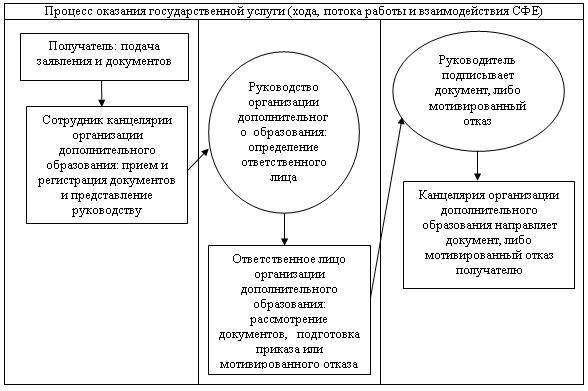 Процесс оказания государственной услуги (хода, потока работы и взаимодействия СФЕ)
Получатель: подача
заявления и документов
Сотрудник канцелярии
организации
дополнительного
образования: прием и
регистрация документов
и представление
руководству
Руководство
организации
дополнительног
о образования:
определение
ответственного
лица
Ответственное лицо
организации
дополнительного
образования:
рассмотрение
документов, подготовка
приказа или
мотивированного отказа
Руководитель
подписывает
документ, либо
мотивированный
отказ
Канцелярия организации
дополнительного
образования направляет
документ, либо
мотивированный отказ
получателю